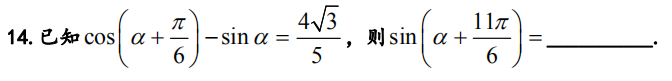 14. 已知 cos(α + π/6) − sin α = 4√3/5，则 sin(α + 11π/6) = ________.